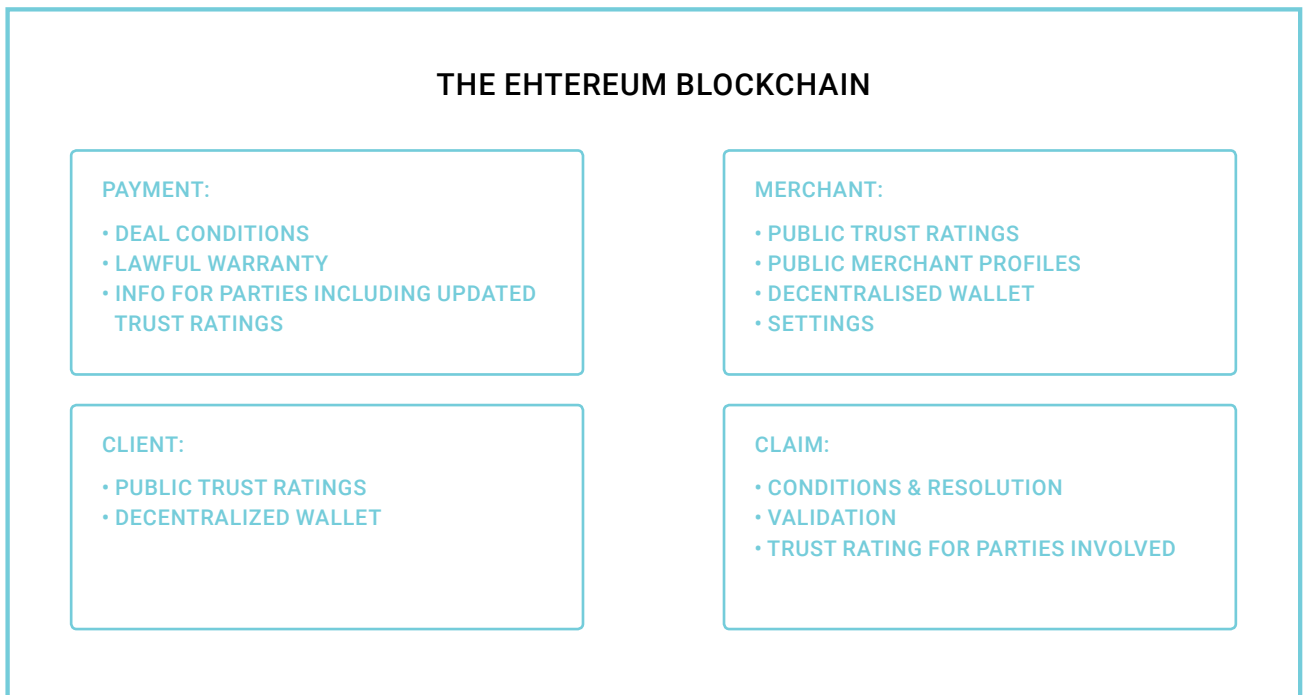 THE EHTEREUM BLOCKCHAIN
PAYMENT:
• DEAL CONDITIONS
• LAWFUL WARRANTY
• INFO FOR PARTIES INCLUDING UPDATED
TRUST RATINGS
MERCHANT:
• PUBLIC TRUST RATINGS
• PUBLIC MERCHANT PROFILES
• DECENTRALISED WALLET
• SETTINGS
CLIENT:
• PUBLIC TRUST RATINGS
• DECENTRALIZED WALLET
CLAIM:
• CONDITIONS & RESOLUTION
• VALIDATION
• TRUST RATING FOR PARTIES INVOLVED